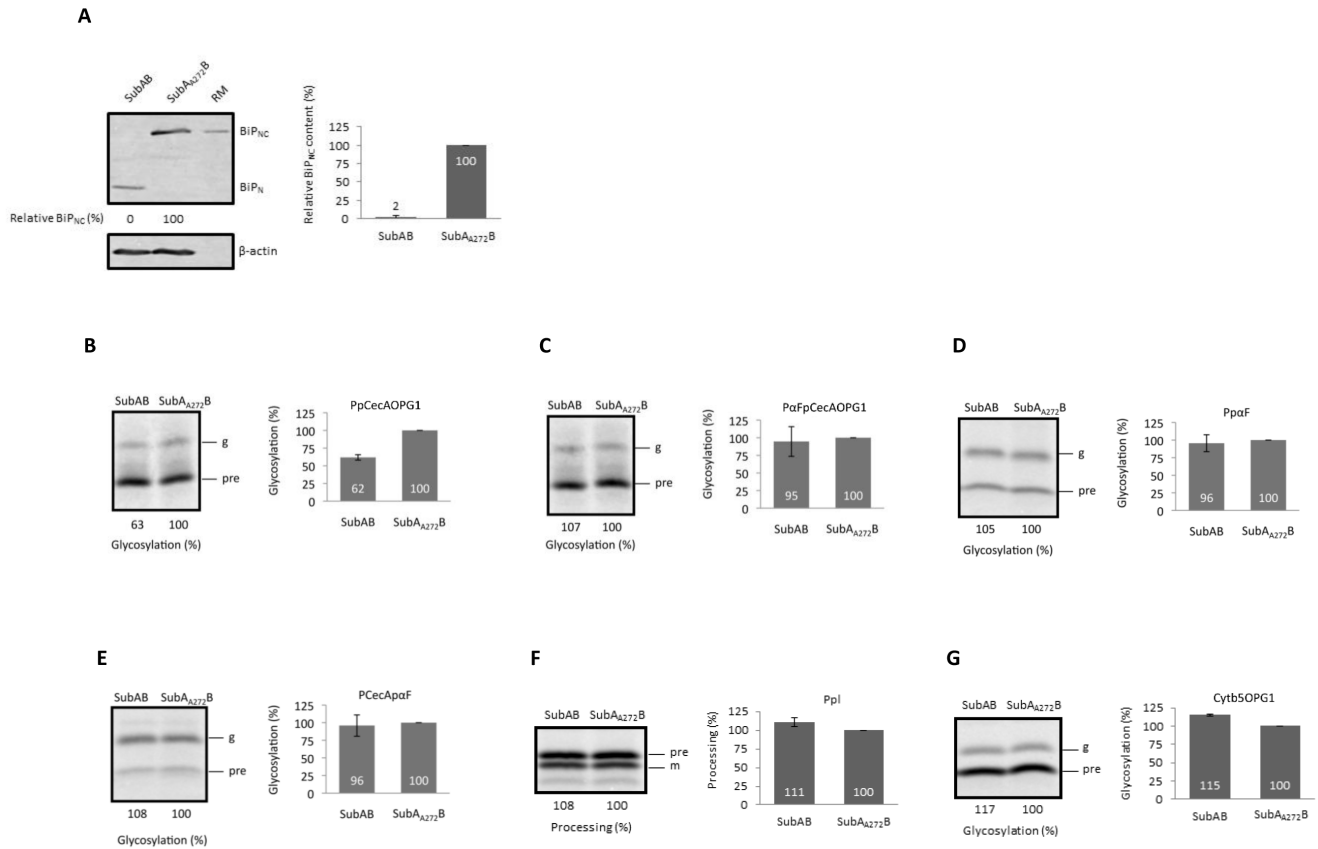 A
SubAB SubA_A272B RM
BiP_NC
BiP_N
Relative BiP_NC (%) 0 100
β-actin
Relative BiP_NC content (%)
125
100
75
50
25
0
2
100
SubAB SubA_A272B
B
SubAB SubA_A272B
g
pre
63 100
Glycosylation (%)
PpCecAOPG1
Glycosylation (%)
125
100
75
50
25
0
62 100
SubAB SubA_A272B
C
SubAB SubA_A272B
g
pre
107 100
Glycosylation (%)
PαFpCecAOPG1
Glycosylation (%)
125
100
75
50
25
0
95 100
SubAB SubA_A272B
D
SubAB SubA_A272B
g
pre
105 100
Glycosylation (%)
PpαF
Glycosylation (%)
125
100
75
50
25
0
96 100
SubAB SubA_A272B
E
SubAB SubA_A272B
g
pre
108 100
Glycosylation (%)
PCecApαF
Glycosylation (%)
125
100
75
50
25
0
96 100
SubAB SubA_A272B
F
SubAB SubA_A272B
pre
m
108 100
Processing (%)
Ppl
Processing (%)
125
100
75
50
25
0
111 100
SubAB SubA_A272B
G
SubAB SubA_A272B
g
pre
117 100
Glycosylation (%)
Cytb5OPG1
Glycosylation (%)
125
100
75
50
25
0
115 100
SubAB SubA_A272B